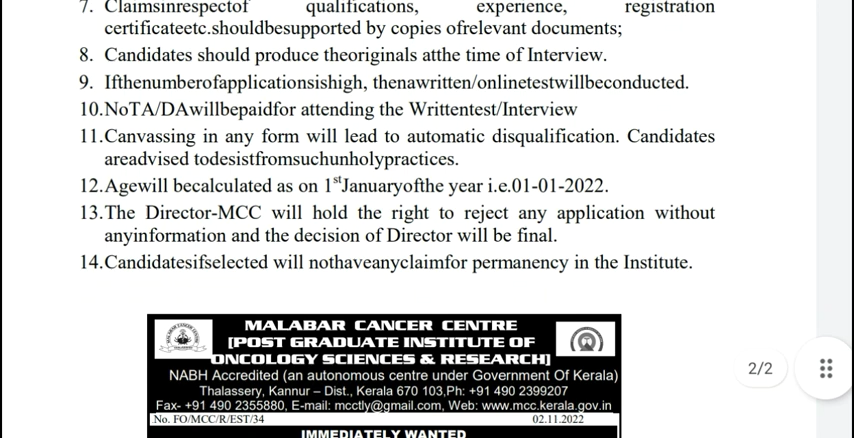 7. Claimsinrespectof qualifications, experience, registration
certificateetc.shouldbesupported by copies ofrelevant documents;
8. Candidates should produce theoriginals atthe time of Interview.
9. Ifthenumberofapplicationsishigh, thenawritten/onlinetestwillbeconducted.
10.NoTA/DAwillbepaidfor attending the Writtentest/Interview
11.Canvassing in any form will lead to automatic disqualification. Candidates
areadvised todesistfromsuchunholypractices.
12.Agewill becalculated as on 1stJanuaryofthe year i.e.01-01-2022.
13.The Director-MCC will hold the right to reject any application without
anyinformation and the decision of Director will be final.
14.Candidatesifselected will nothaveanyclaimfor permanency in the Institute.
MALABAR CANCER CENTRE
[POST GRADUATE INSTITUTE OF
ONCOLOGY SCIENCES & RESEARCH]
NABH Accredited (an autonomous centre under Government Of Kerala)
Thalassery, Kannur – Dist., Kerala 670 103,Ph: +91 490 2399207
Fax- +91 490 2355880, E-mail: mcctly@gmail.com, Web: www.mcc.kerala.gov.in
No. FO/MCC/R/EST/34 02.11.2022
IMMEDIATELY WANTED
2/2